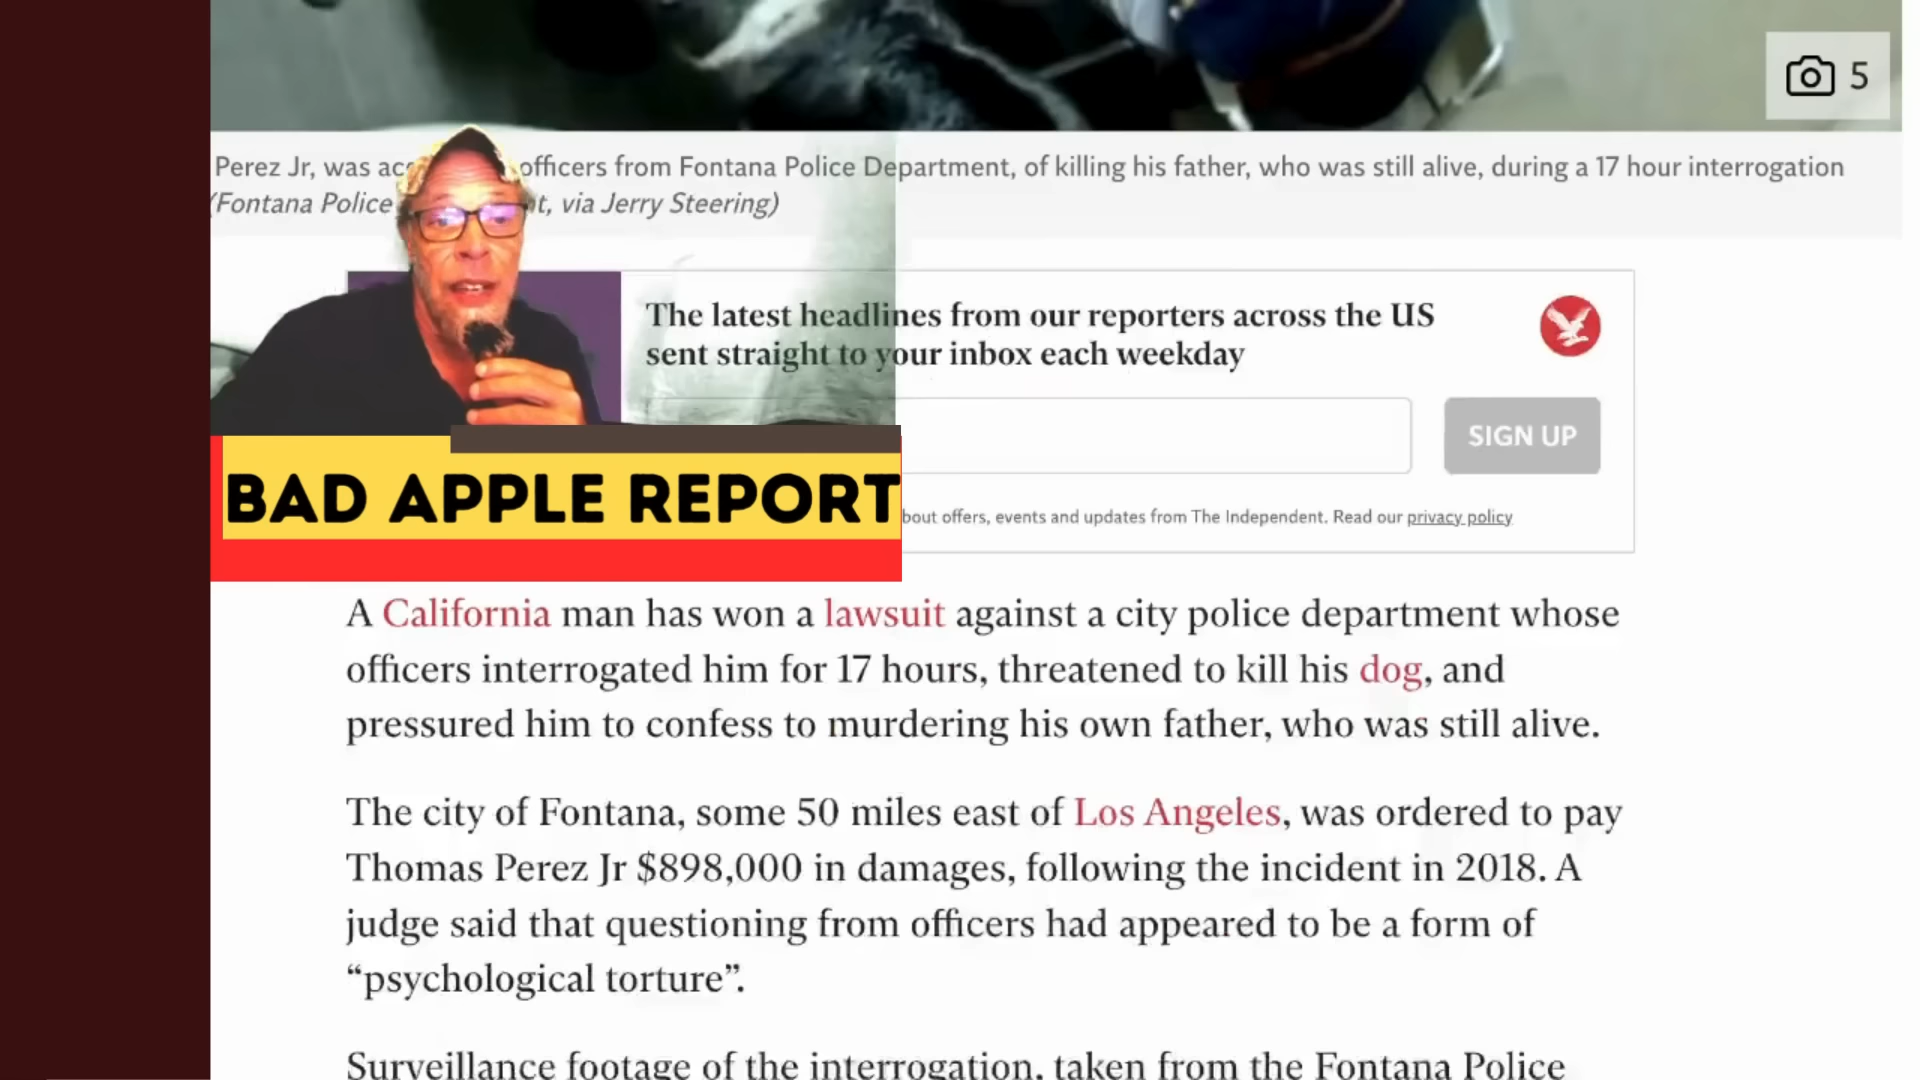 5
Perez Jr, was officers from Fontana Police Department, of killing his father, who was still alive, during a 17 hour interrogation
(Fontana Police t, via Jerry Steering)
The latest headlines from our reporters across the US
sent straight to your inbox each weekday
SIGN UP
BAD APPLE REPORT
bout offers, events and updates from The Independent. Read our privacy policy
A California man has won a lawsuit against a city police department whose
officers interrogated him for 17 hours, threatened to kill his dog, and
pressured him to confess to murdering his own father, who was still alive.
The city of Fontana, some 50 miles east of Los Angeles, was ordered to pay
Thomas Perez Jr $898,000 in damages, following the incident in 2018. A
judge said that questioning from officers had appeared to be a form of
“psychological torture”.
Surveillance footage of the interrogation, taken from the Fontana Police